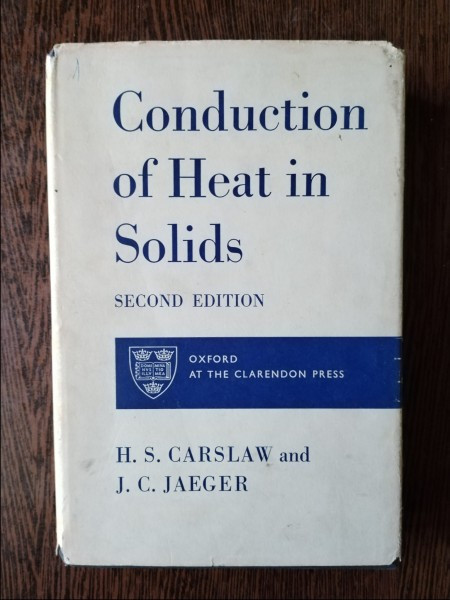 Conduction
of Heat in
Solids
SECOND EDITION
OXFORD
AT THE CLARENDON PRESS
H. S. CARSLAW and
J. C. JAEGER